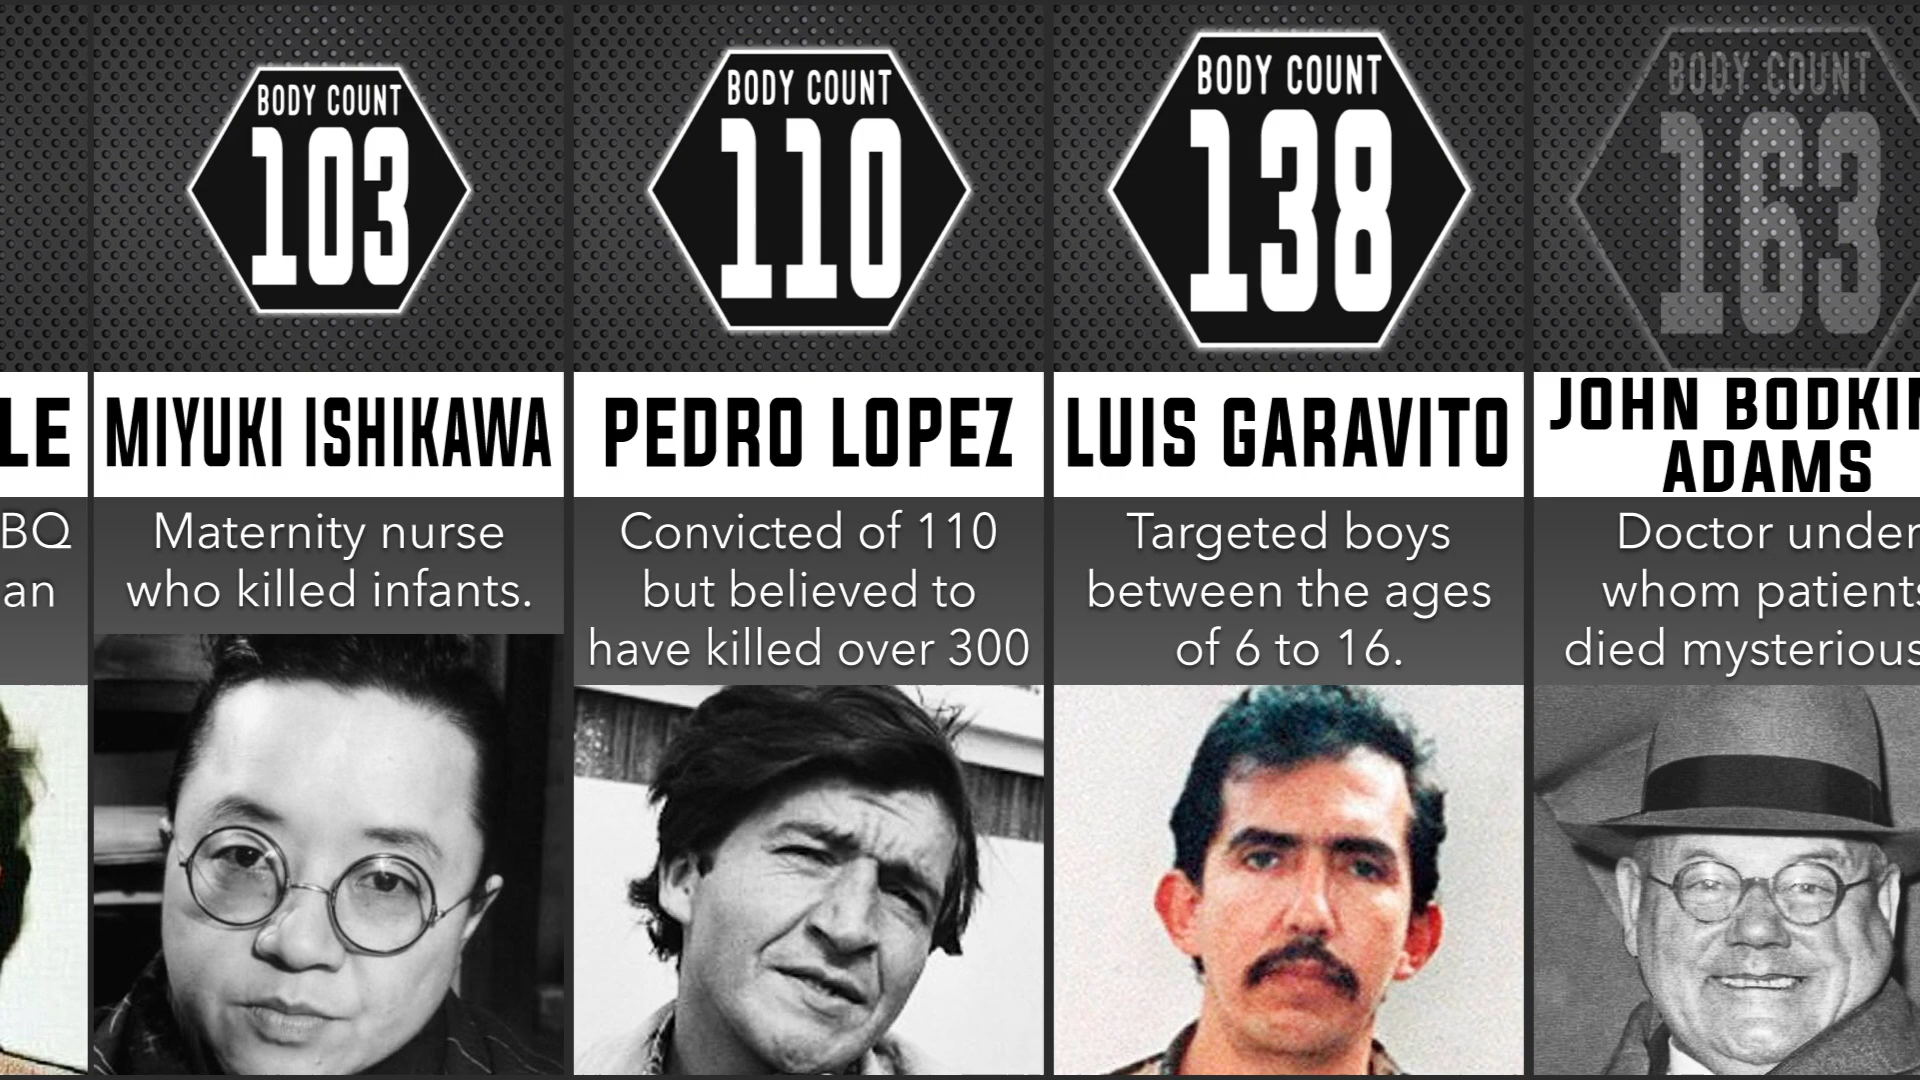 BODY COUNT
103
BODY COUNT
110
BODY COUNT
138
BODY COUNT
163
LE
MIYUKI ISHIKAWA
PEDRO LOPEZ
LUIS GARAVITO
JOHN BODKIN
ADAMS
BQ
an
Maternity nurse
who killed infants.
Convicted of 110
but believed to
have killed over 300
Targeted boys
between the ages
of 6 to 16.
Doctor under
whom patients
died mysterious